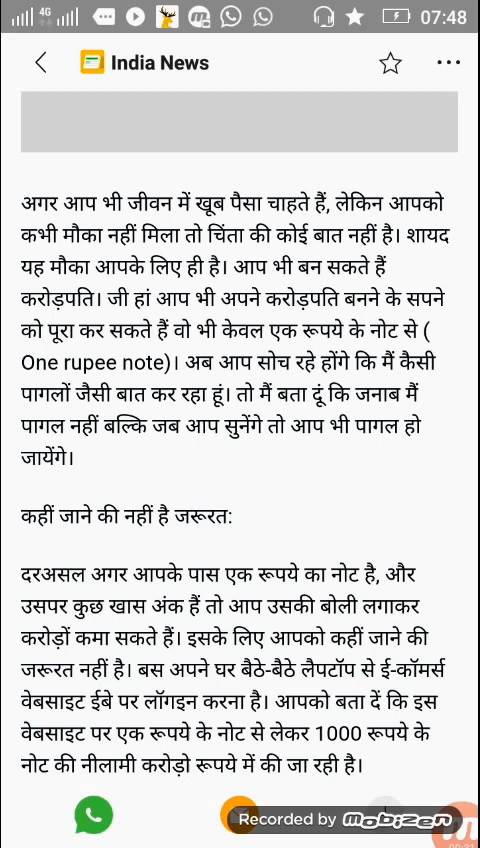 4G
07:48
India News
अगर आप भी जीवन में खूब पैसा चाहते हैं, लेकिन आपको
कभी मौका नहीं मिला तो चिंता की कोई बात नहीं है। शायद
यह मौका आपके लिए ही है। आप भी बन सकते हैं
करोड़पति। जी हां आप भी अपने करोड़पति बनने के सपने
को पूरा कर सकते हैं वो भी केवल एक रूपये के नोट से (
One rupee note)। अब आप सोच रहे होंगे कि मैं कैसी
पागलों जैसी बात कर रहा हूं। तो मैं बता दूं कि जनाब मैं
पागल नहीं बल्कि जब आप सुनेंगे तो आप भी पागल हो
जायेंगे।
कहीं जाने की नहीं है जरूरत:
दरअसल अगर आपके पास एक रूपये का नोट है, और
उसपर कुछ खास अंक हैं तो आप उसकी बोली लगाकर
करोड़ों कमा सकते हैं। इसके लिए आपको कहीं जाने की
जरूरत नहीं है। बस अपने घर बैठे-बैठे लैपटॉप से ई-कॉमर्स
वेबसाइट ईबे पर लॉगइन करना है। आपको बता दें कि इस
वेबसाइट पर एक रूपये के नोट से लेकर 1000 रूपये के
नोट की नीलामी करोड़ो रूपये में की जा रही है।
Recorded by Mobizen
00:21